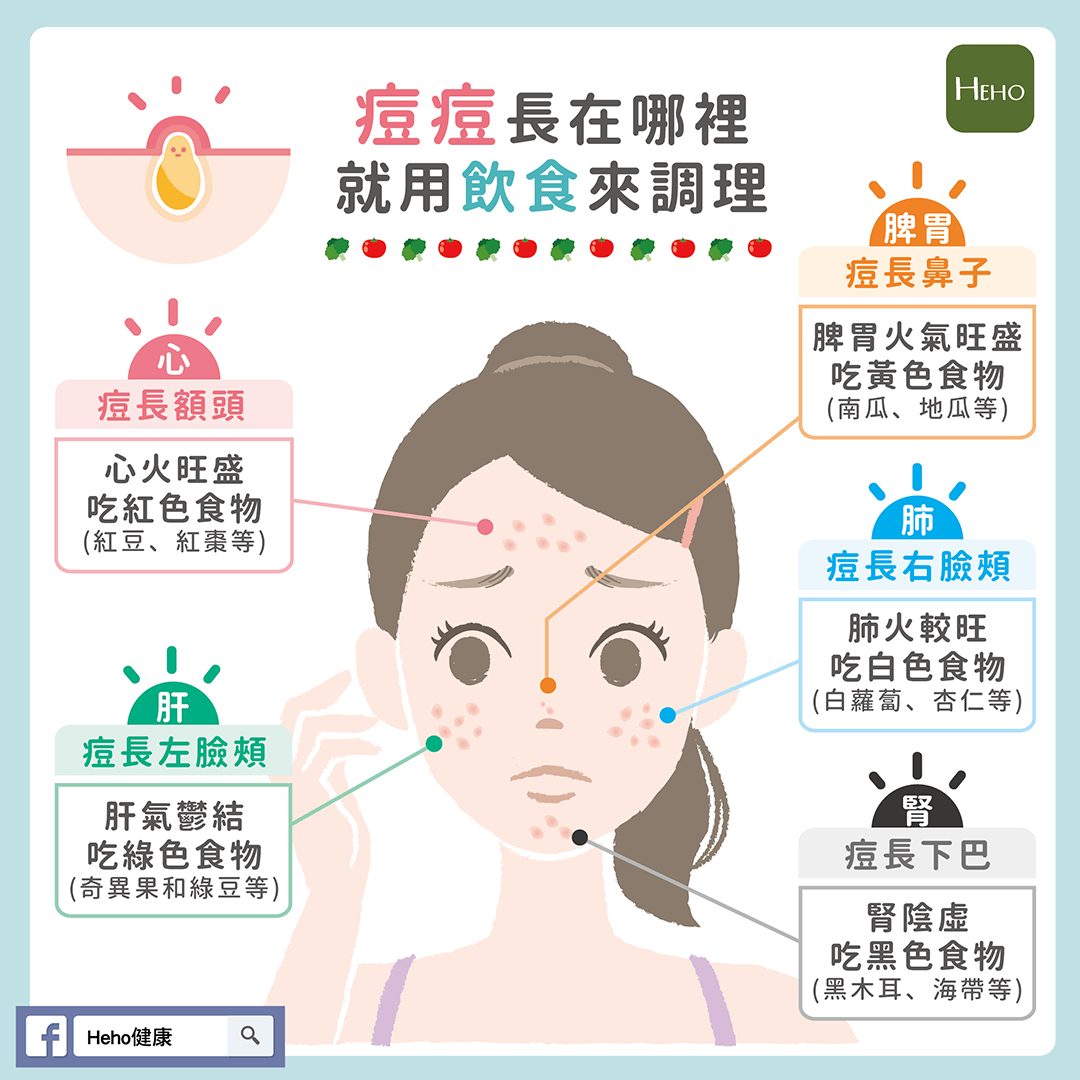 痘痘長在哪裡
就用飲食來調理
HEHO
心
痘長額頭
心火旺盛
吃紅色食物
(紅豆、紅棗等)
肝
痘長左臉頰
肝氣鬱結
吃綠色食物
(奇異果和綠豆等)
脾胃
痘長鼻子
脾胃火氣旺盛
吃黃色食物
(南瓜、地瓜等)
肺
痘長右臉頰
肺火較旺
吃白色食物
(白蘿蔔、杏仁等)
腎
痘長下巴
腎陰虛
吃黑色食物
(黑木耳、海帶等)
f
Heho健康